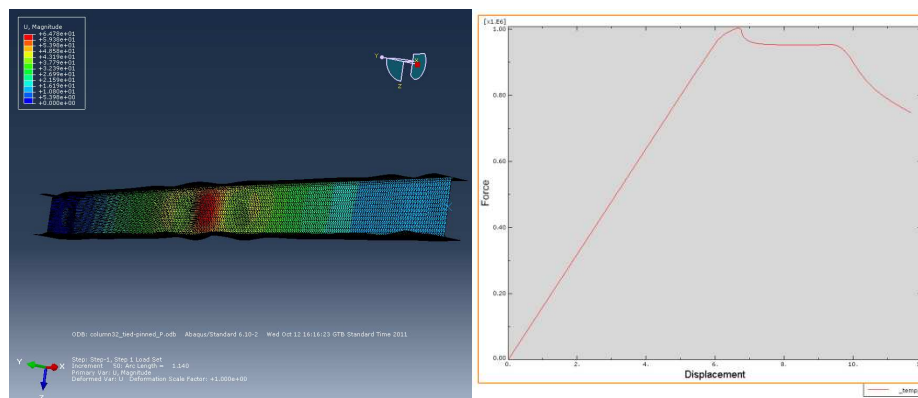 U, Magnitude
+6.478e+01
+5.938e+01
+5.398e+01
+4.858e+01
+4.319e+01
+3.779e+01
+3.239e+01
+2.699e+01
+2.159e+01
+1.619e+01
+1.080e+01
+5.398e+00
+0.000e+00
Y
X
Z
ODB: column32_tied-pinned_P.odb Abaqus/Standard 6.10-2 Wed Oct 12 16:16:23 GTB Standard Time 2011
Y
X
Z
Step: Step-1, Step 1 Load Set
Increment 50: Arc Length = 1.140
Primary Var: U, Magnitude
Deformed Var: U Deformation Scale Factor: +1.000e+00
[x1.E6]
1.00
0.80
0.60
0.40
0.20
0.00
Force
0. 2. 4. 6. 8. 10.
Displacement
_temp